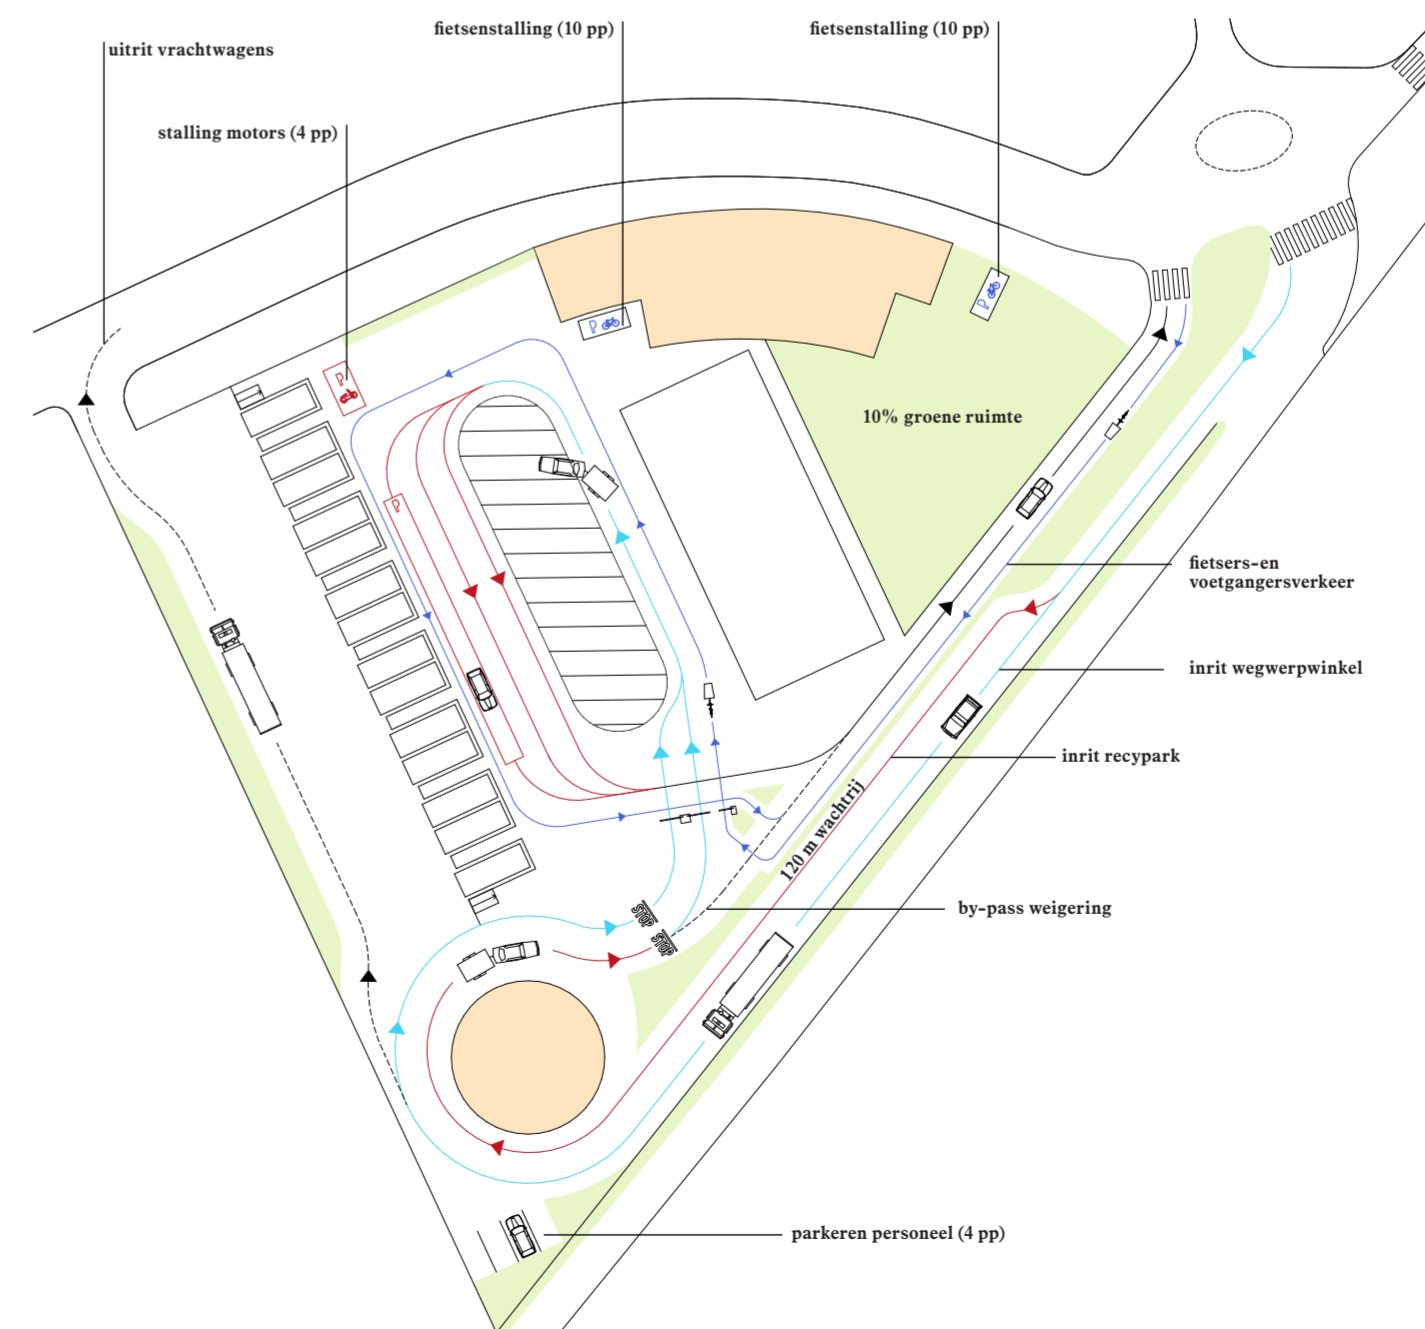 fietsenstalling (10 pp)
fietsenstalling (10 pp)
uitrit vrachtwagens
stalling motors (4 pp)
P
P
P
10% groene ruimte
P
fietsers-en
voetgangersverkeer
inrit wegwerpwinkel
inrit recypark
120 m wachtrij
STOP
STOP
by-pass weigering
parkeren personeel (4 pp)